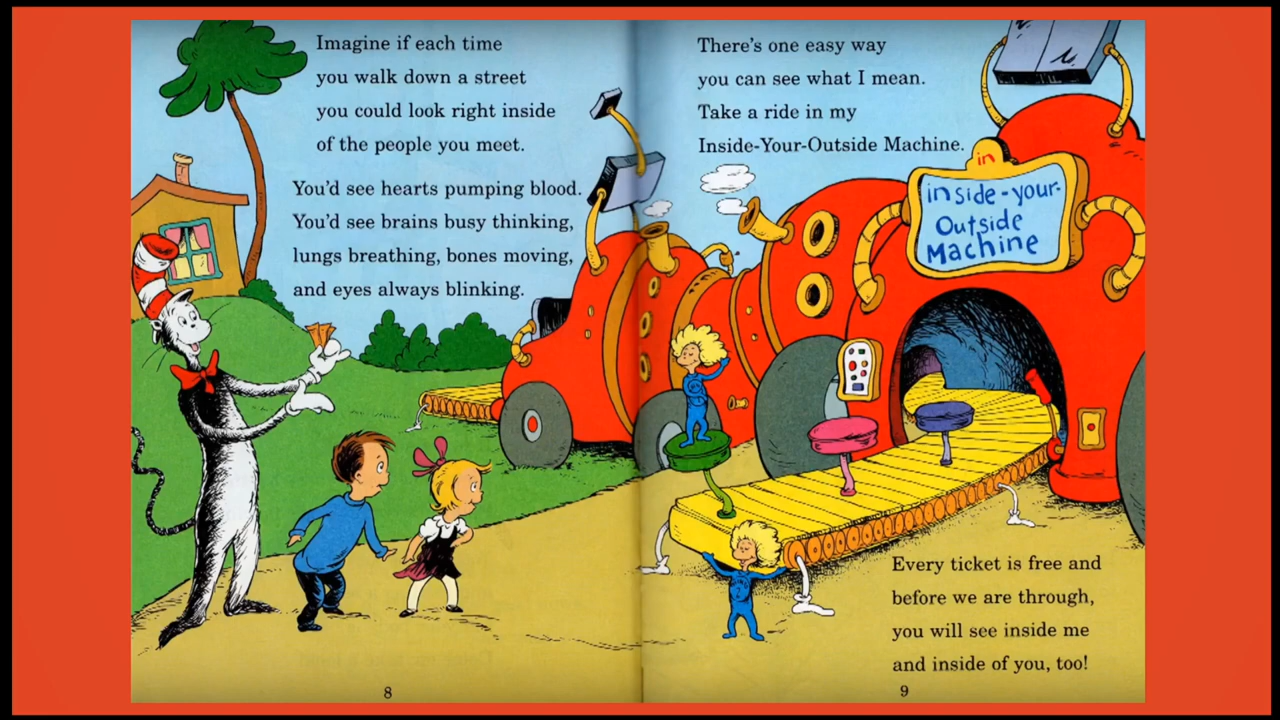 Imagine if each time
you walk down a street
you could look right inside
of the people you meet.
You'd see hearts pumping blood.
You'd see brains busy thinking,
lungs breathing, bones moving,
and eyes always blinking.
8
There's one easy way
you can see what I mean.
Take a ride in my
Inside-Your-Outside Machine.
in
inside-your-
Outside
Machine
Every ticket is free and
before we are through,
you will see inside me
and inside of you, too!
9